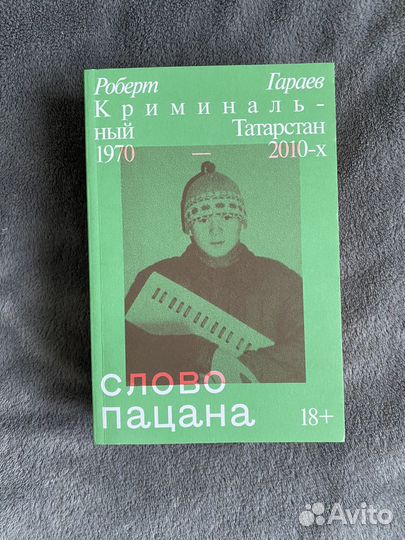 Роберт Гараев
Криминаль-
ный Татарстан
1970 — 2010-х
слово
пацана 18+
Avito